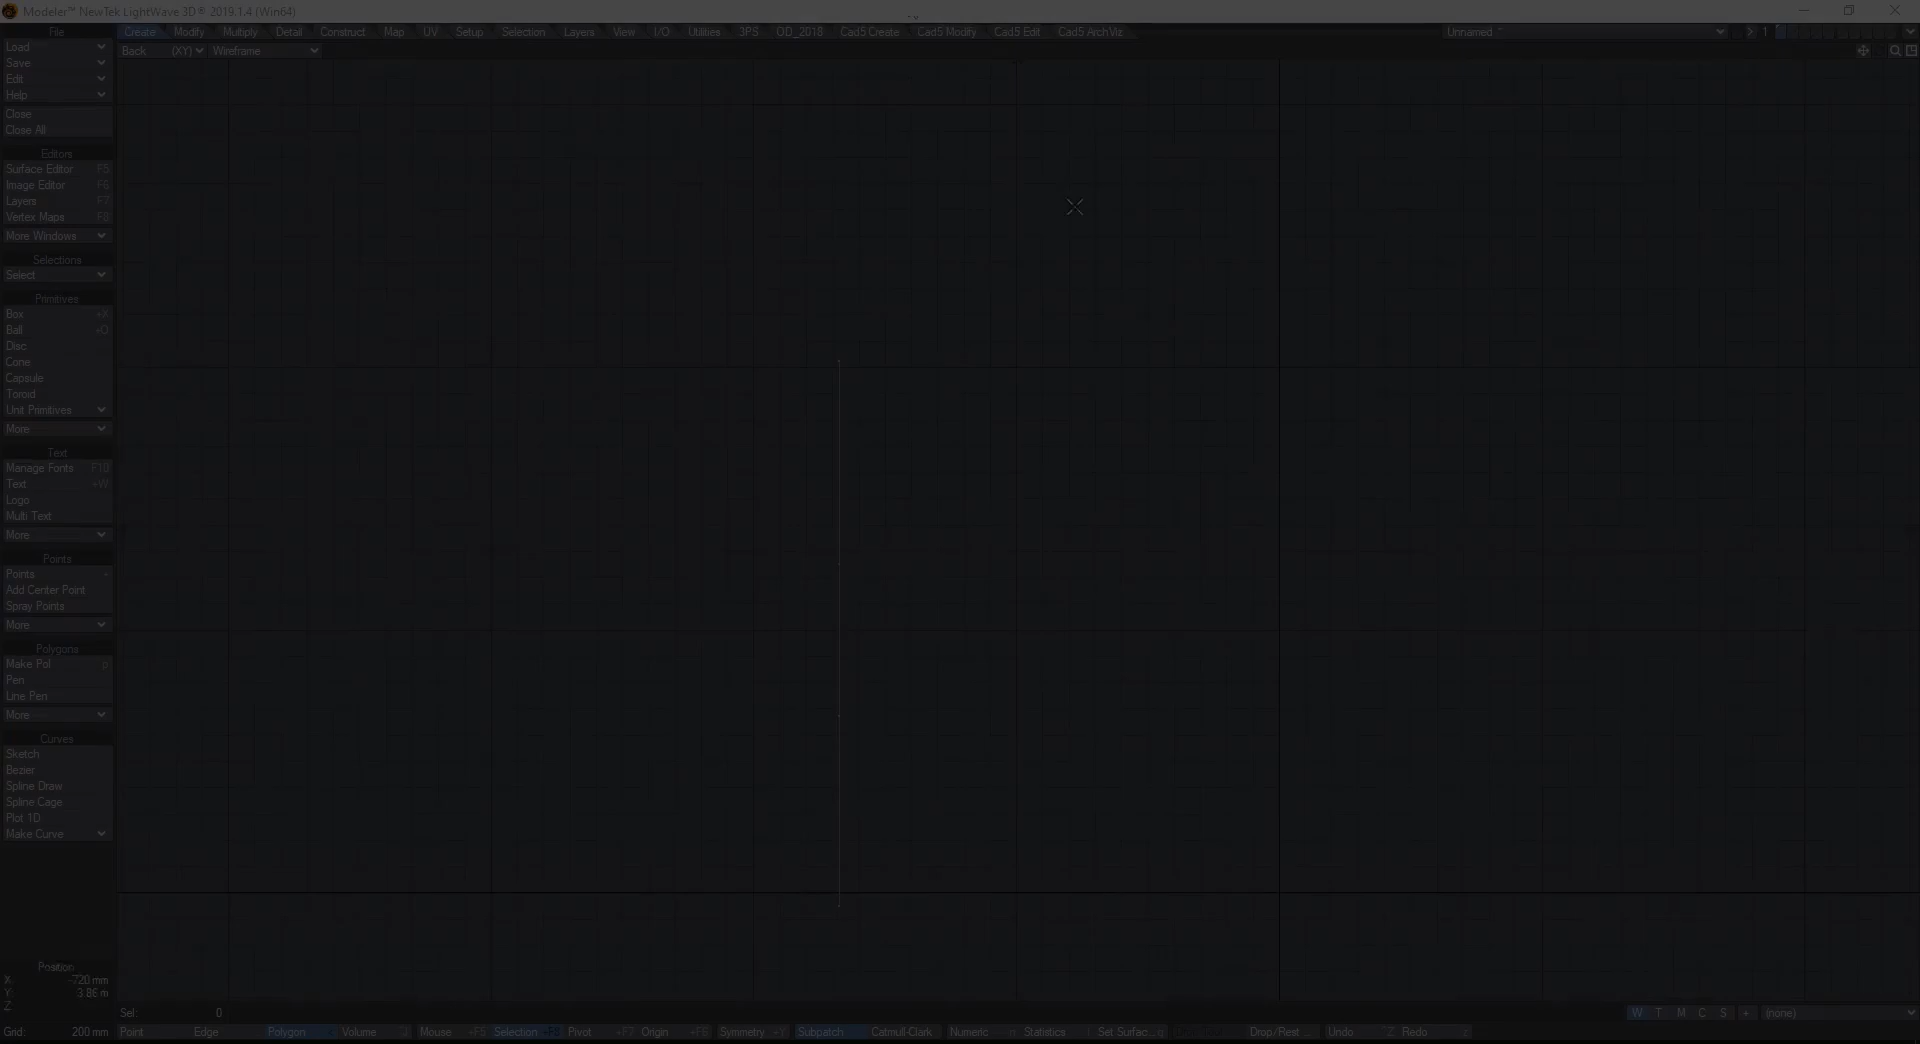 Modeler™ NewTek LightWave 3D® 2019.1.4 (Win64)
File Create Modify Multiply Detail Construct Map UV Setup Selection Layers View I/O Utilities 3PS OD_2018 Cad5 Create Cad5 Modify Cad5 Edit Cad5 ArchViz Unnamed * 1
Back (XY) Wireframe
Load
Save
Edit
Help
Close
Close All
Editors
Surface Editor F5
Image Editor F6
Layers F7
Vertex Maps F8
More Windows
Selections
Select
Primitives
Box +X
Ball +O
Disc
Cone
Capsule
Toroid
Unit Primitives
More
Text
Manage Fonts F10
Text +W
Logo
Multi Text
More
Points
Points +
Add Center Point
Spray Points
More
Polygons
Make Pol p
Pen
Line Pen
More
Curves
Sketch
Bezier
Spline Draw
Spline Cage
Plot 1D
Make Curve
Position
X: -720 mm
Y: 3.86 m
Z:
Sel: 0 W T M C S + (none)
Grid: 200 mm Point Edge Polygon Volume Mouse +F5 Selection Pivot +F7 Origin +F6 Symmetry +Y Subpatch Catmull-Clark Numeric n Statistics Set Surfac... q Drop/Rest ... Undo Z Redo z